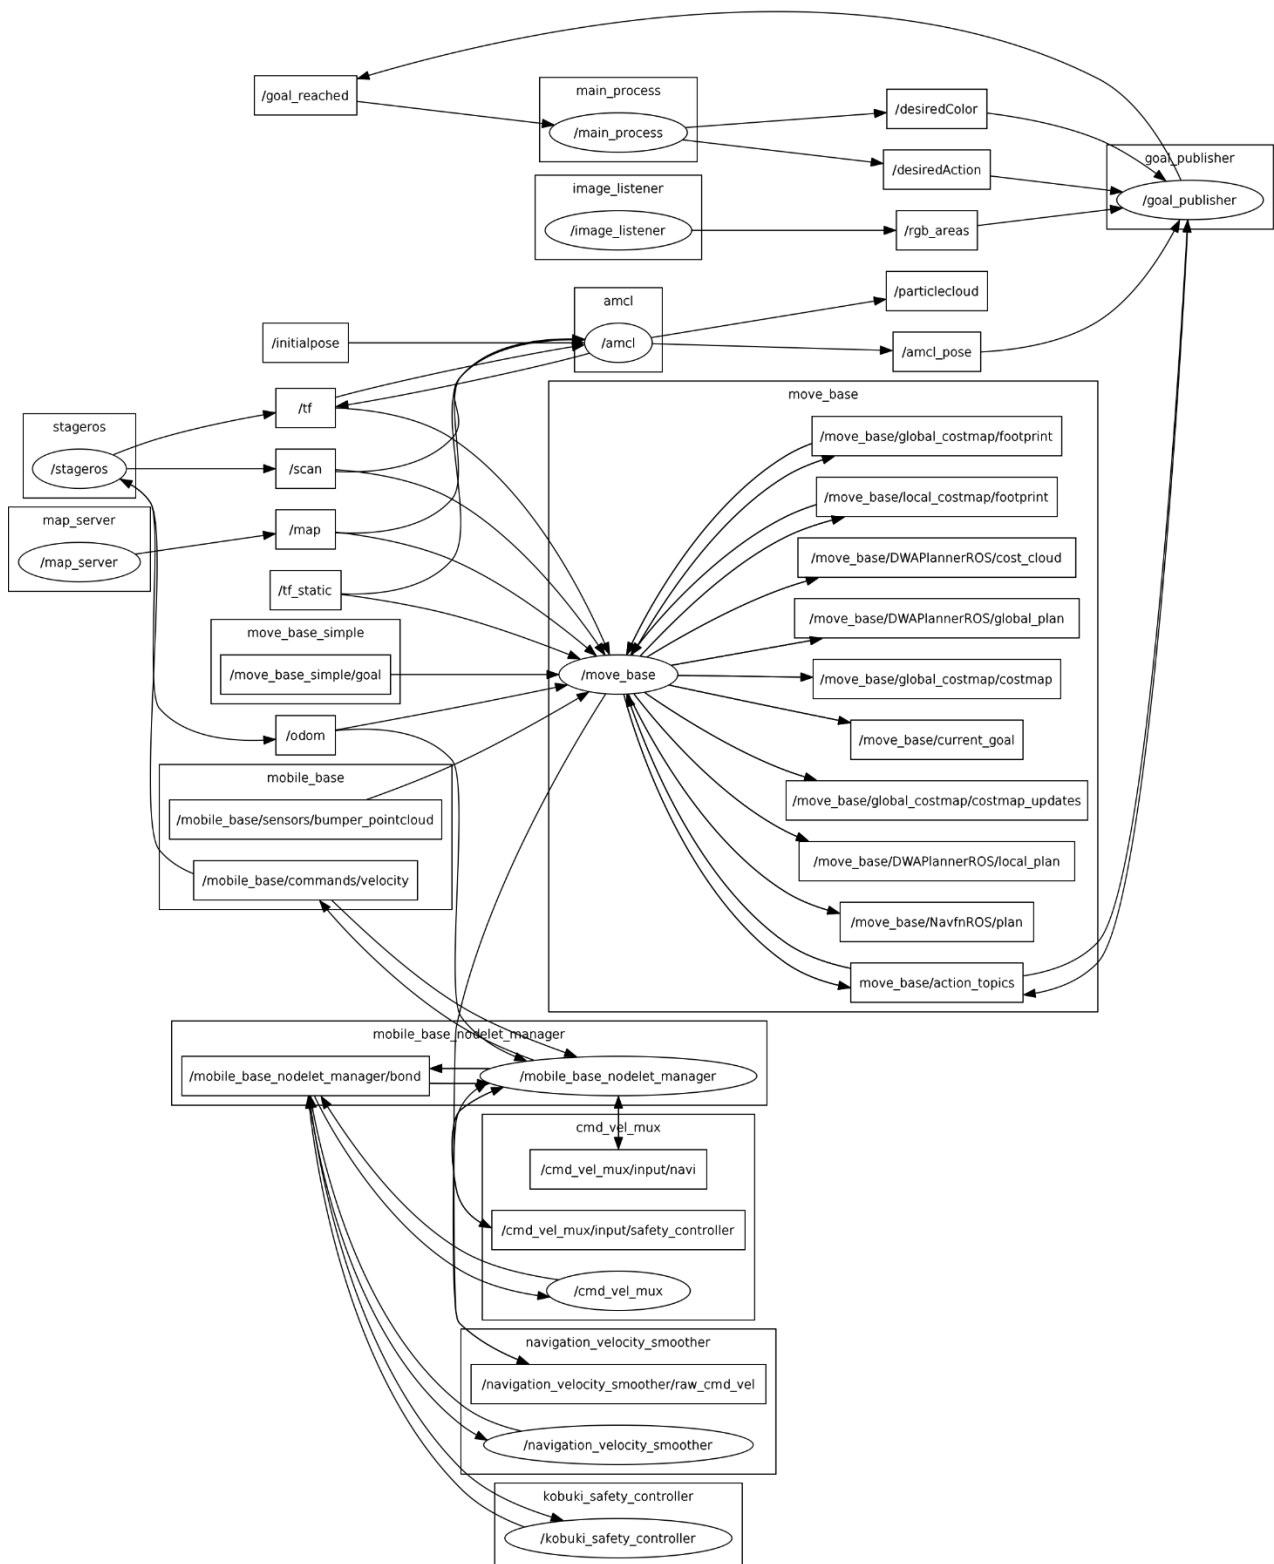 /goal_reached
main_process
/main_process
/desiredColor
/desiredAction
goal_publisher
/goal_publisher
image_listener
/image_listener
/rgb_areas
/particlecloud
amcl
/amcl
/initialpose
/amcl_pose
/tf
stageros
/stageros
/scan
map_server
/map_server
/map
/tf_static
move_base_simple
/move_base_simple/goal
/odom
mobile_base
/mobile_base/sensors/bumper_pointcloud
/mobile_base/commands/velocity
move_base
/move_base
/move_base/global_costmap/footprint
/move_base/local_costmap/footprint
/move_base/DWAPlannerROS/cost_cloud
/move_base/DWAPlannerROS/global_plan
/move_base/global_costmap/costmap
/move_base/current_goal
/move_base/global_costmap/costmap_updates
/move_base/DWAPlannerROS/local_plan
/move_base/NavfnROS/plan
move_base/action_topics
mobile_base_nodelet_manager
/mobile_base_nodelet_manager/bond
/mobile_base_nodelet_manager
cmd_vel_mux
/cmd_vel_mux/input/navi
/cmd_vel_mux/input/safety_controller
/cmd_vel_mux
navigation_velocity_smoother
/navigation_velocity_smoother/raw_cmd_vel
/navigation_velocity_smoother
kobuki_safety_controller
/kobuki_safety_controller